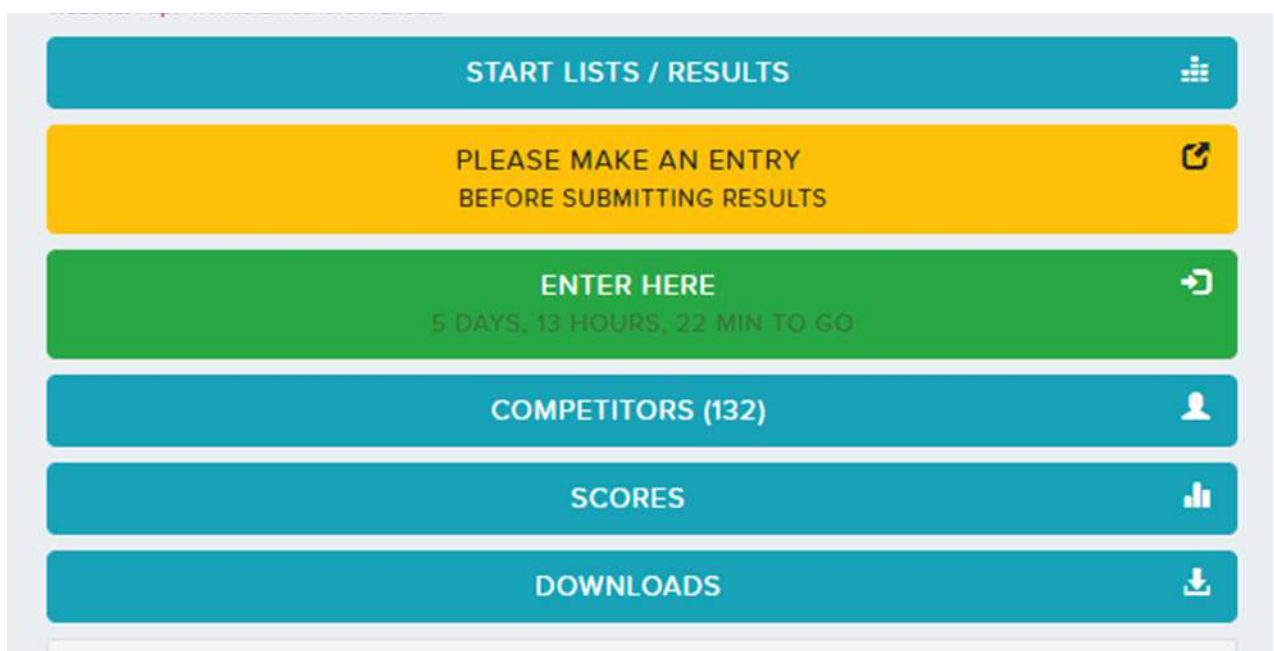 START LISTS / RESULTS
PLEASE MAKE AN ENTRY
BEFORE SUBMITTING RESULTS
ENTER HERE
5 DAYS, 13 HOURS, 22 MIN TO GO
COMPETITORS (132)
SCORES
DOWNLOADS